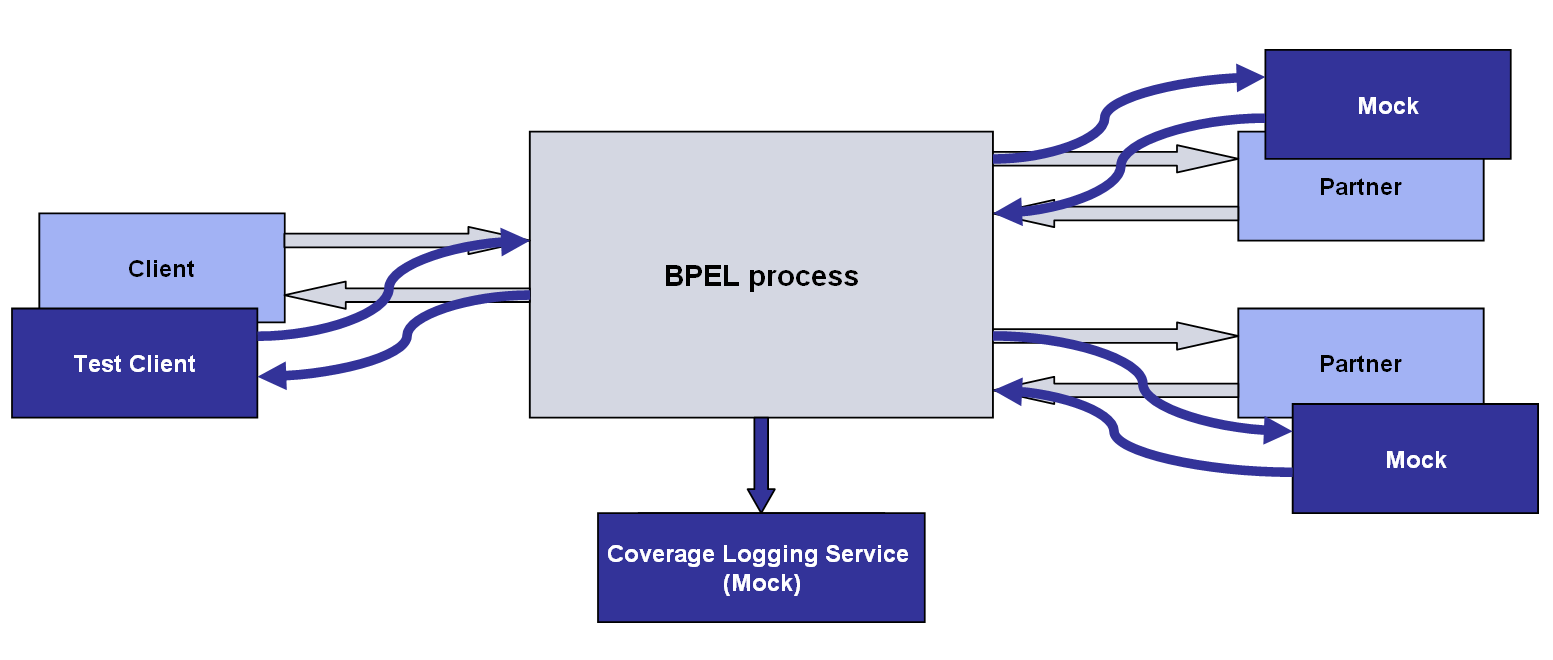 Mock
Partner
Client
BPEL process
Test Client
Partner
Mock
Coverage Logging Service
(Mock)